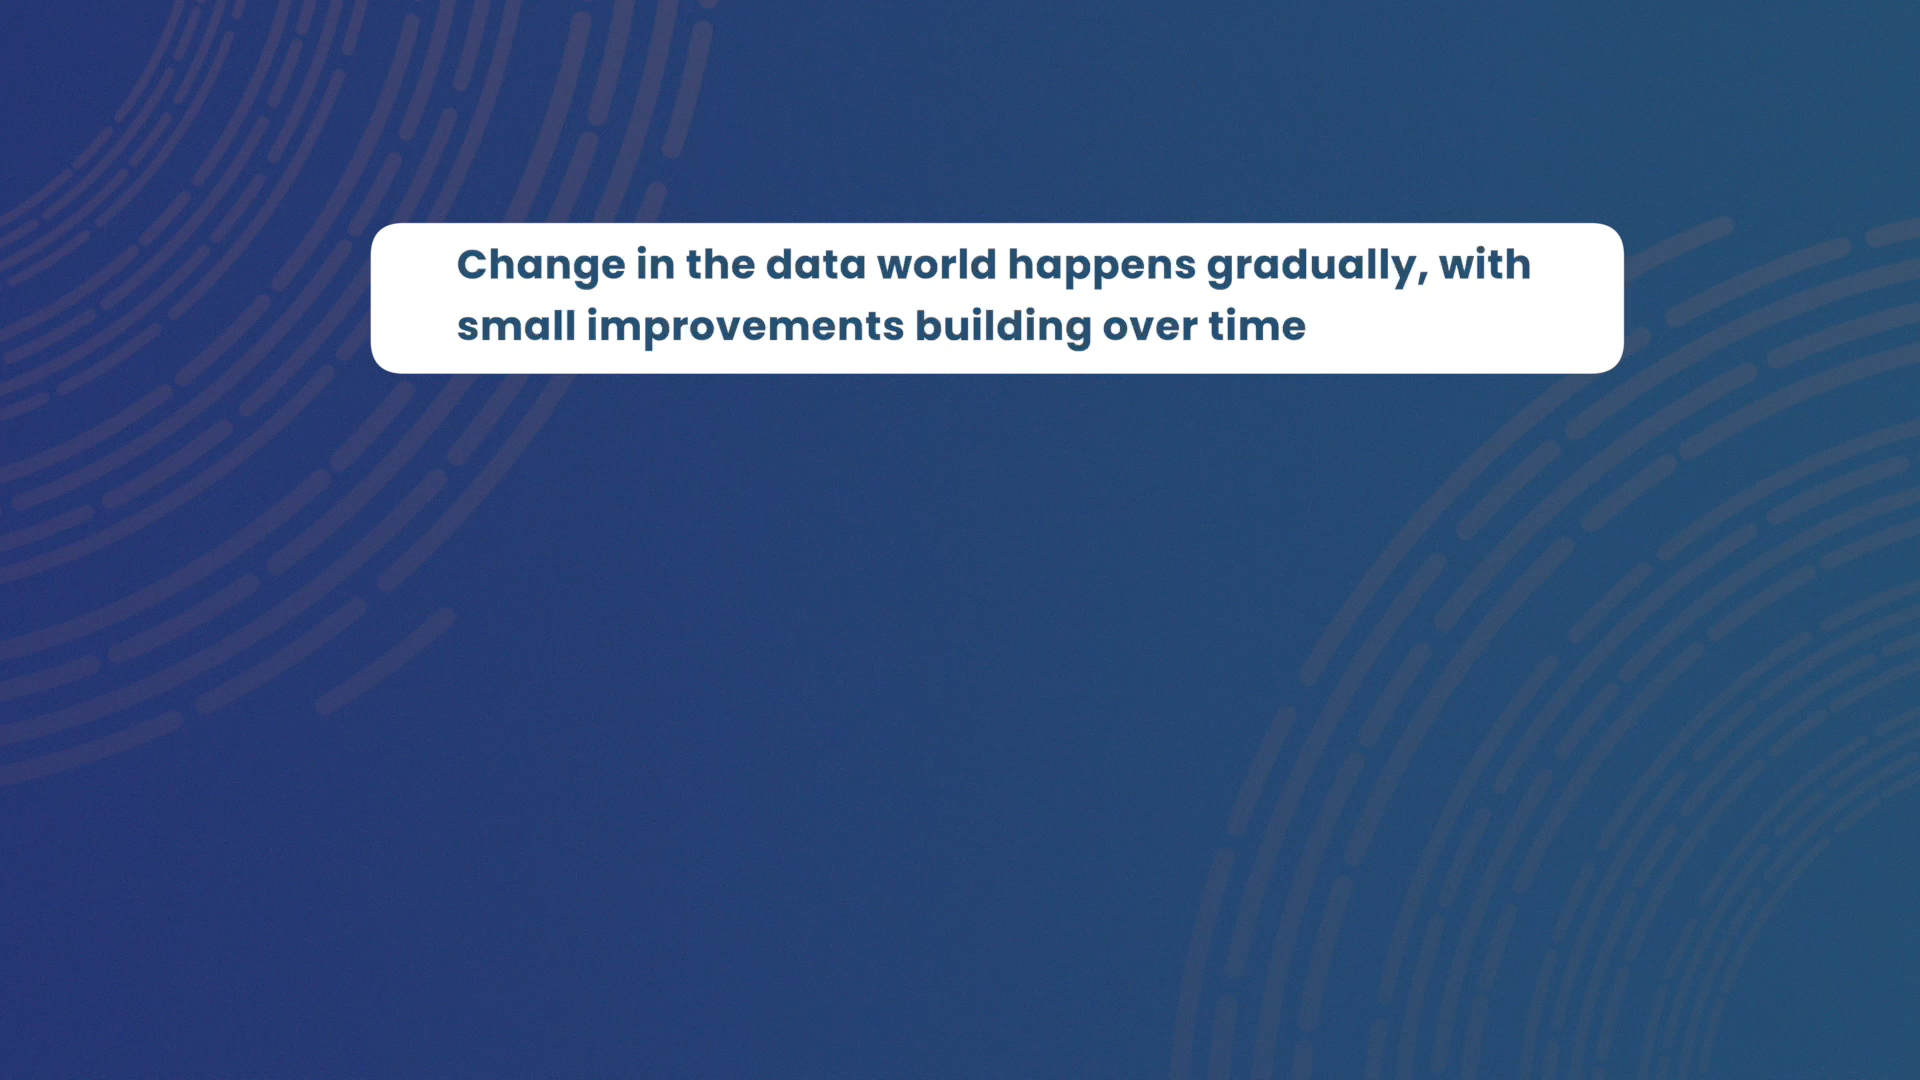 Change in the data world happens gradually, with
small improvements building over time